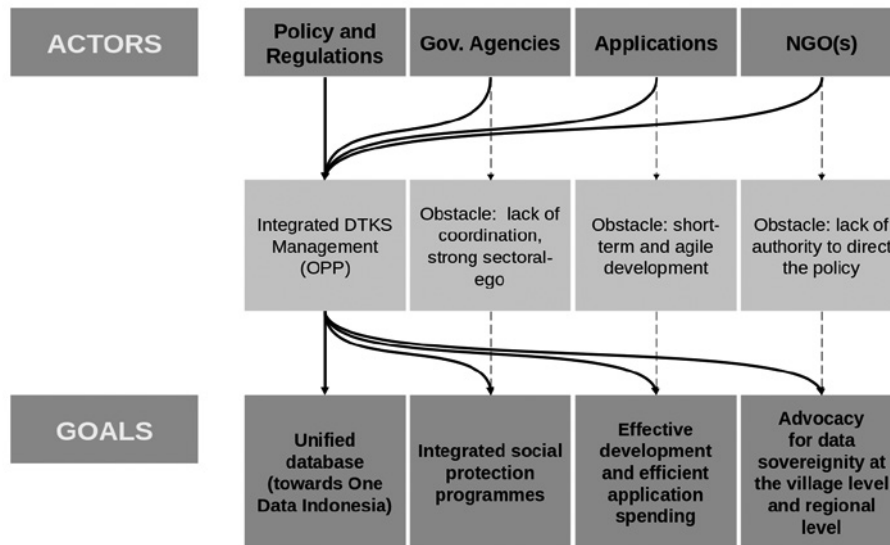 ACTORS
Policy and
Regulations
Gov. Agencies
Applications
NGO(s)
Integrated DTKS
Management
(OPP)
Obstacle: lack of
coordination,
strong sectoral-
ego
Obstacle: short-
term and agile
development
Obstacle: lack of
authority to direct
the policy
GOALS
Unified
database
(towards One
Data Indonesia)
Integrated social
protection
programmes
Effective
development
and efficient
application
spending
Advocacy
for data
sovereignity at
the village level
and regional
level